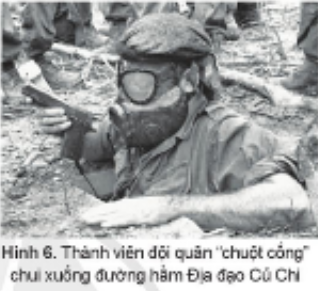 Hình 6. Thành viên đội quân "chuột cống"
chui xuống đường hầm Địa đạo Củ Chi